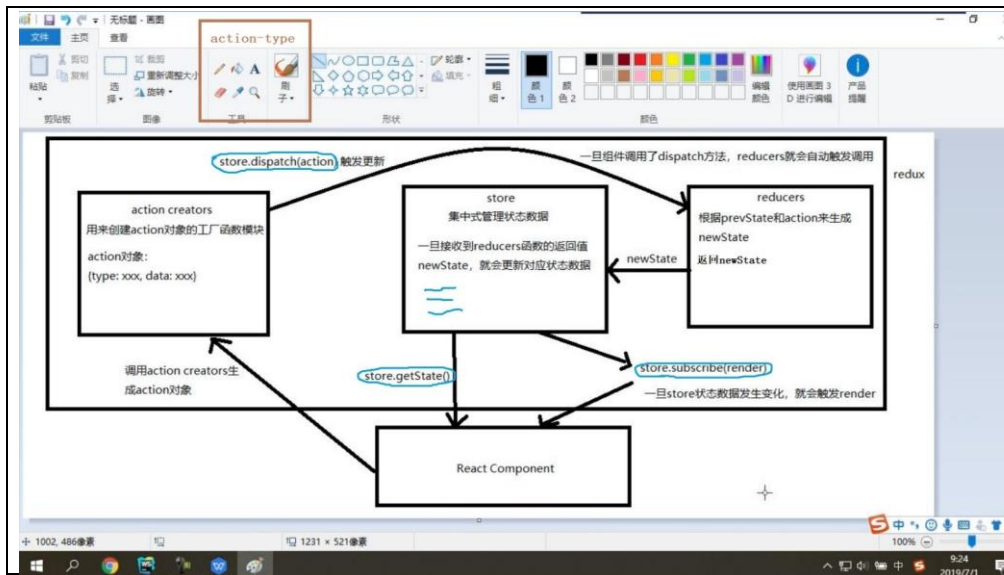 无标题 - 画图
文件 主页 查看
action-type
粘贴
剪切
复制
剪贴板
选择
裁剪
重新调整大小
旋转
图像
A
工具
刷子
形状
轮廓
填充
粗细
颜色 1
颜色 2
颜色
编辑颜色
使用画图 3D 进行编辑
产品提醒
redux
store.dispatch(action) 触发更新
一旦组件调用了dispatch方法，reducers就会自动触发调用
action creators
用来创建action对象的工厂函数模块
action对象：
{type: xxx, data: xxx}
store
集中式管理状态数据
一旦接收到reducers函数的返回值
newState，就会更新对应状态数据
newState
reducers
根据prevState和action来生成
newState
返回newState
调用action creators生
成action对象
store.getState()
store.subscribe(render)
一旦store状态数据发生变化，就会触发render
React Component
中
1002, 486像素
1231 × 521像素
100%
中
9:24
2019/7/1